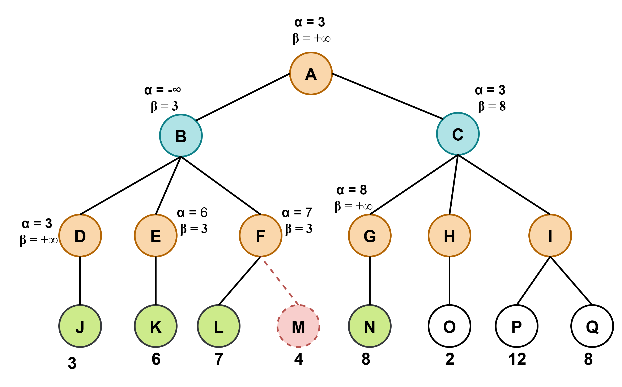 α = 3
β = +∞
A
α = -∞
β = 3
α = 3
β = 8
B
C
α = 3
β = +∞
α = 6
β = 3
α = 7
β = 3
α = 8
β = +∞
D
E
F
G
H
I
J
K
L
M
N
O
P
Q
3
6
7
4
8
2
12
8